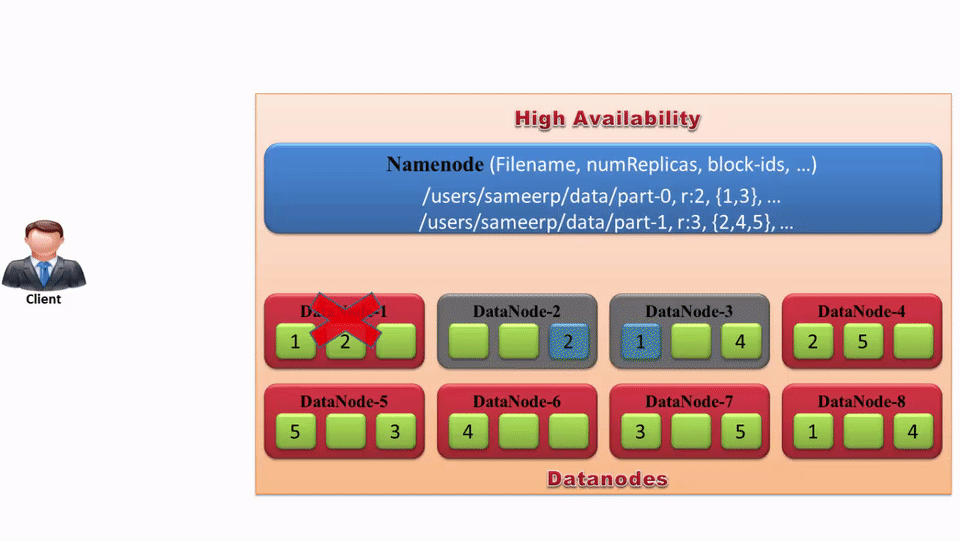 High Availability
Namenode (Filename, numReplicas, block-ids, …)
/users/sameerp/data/part-0, r:2, {1,3}, …
/users/sameerp/data/part-1, r:3, {2,4,5}, …
Client
DataNode-2
DataNode-3
DataNode-4
1 2
2
1 4
2 5
DataNode-5
DataNode-6
DataNode-7
DataNode-8
5 3
4
3 5
1 4
Datanodes